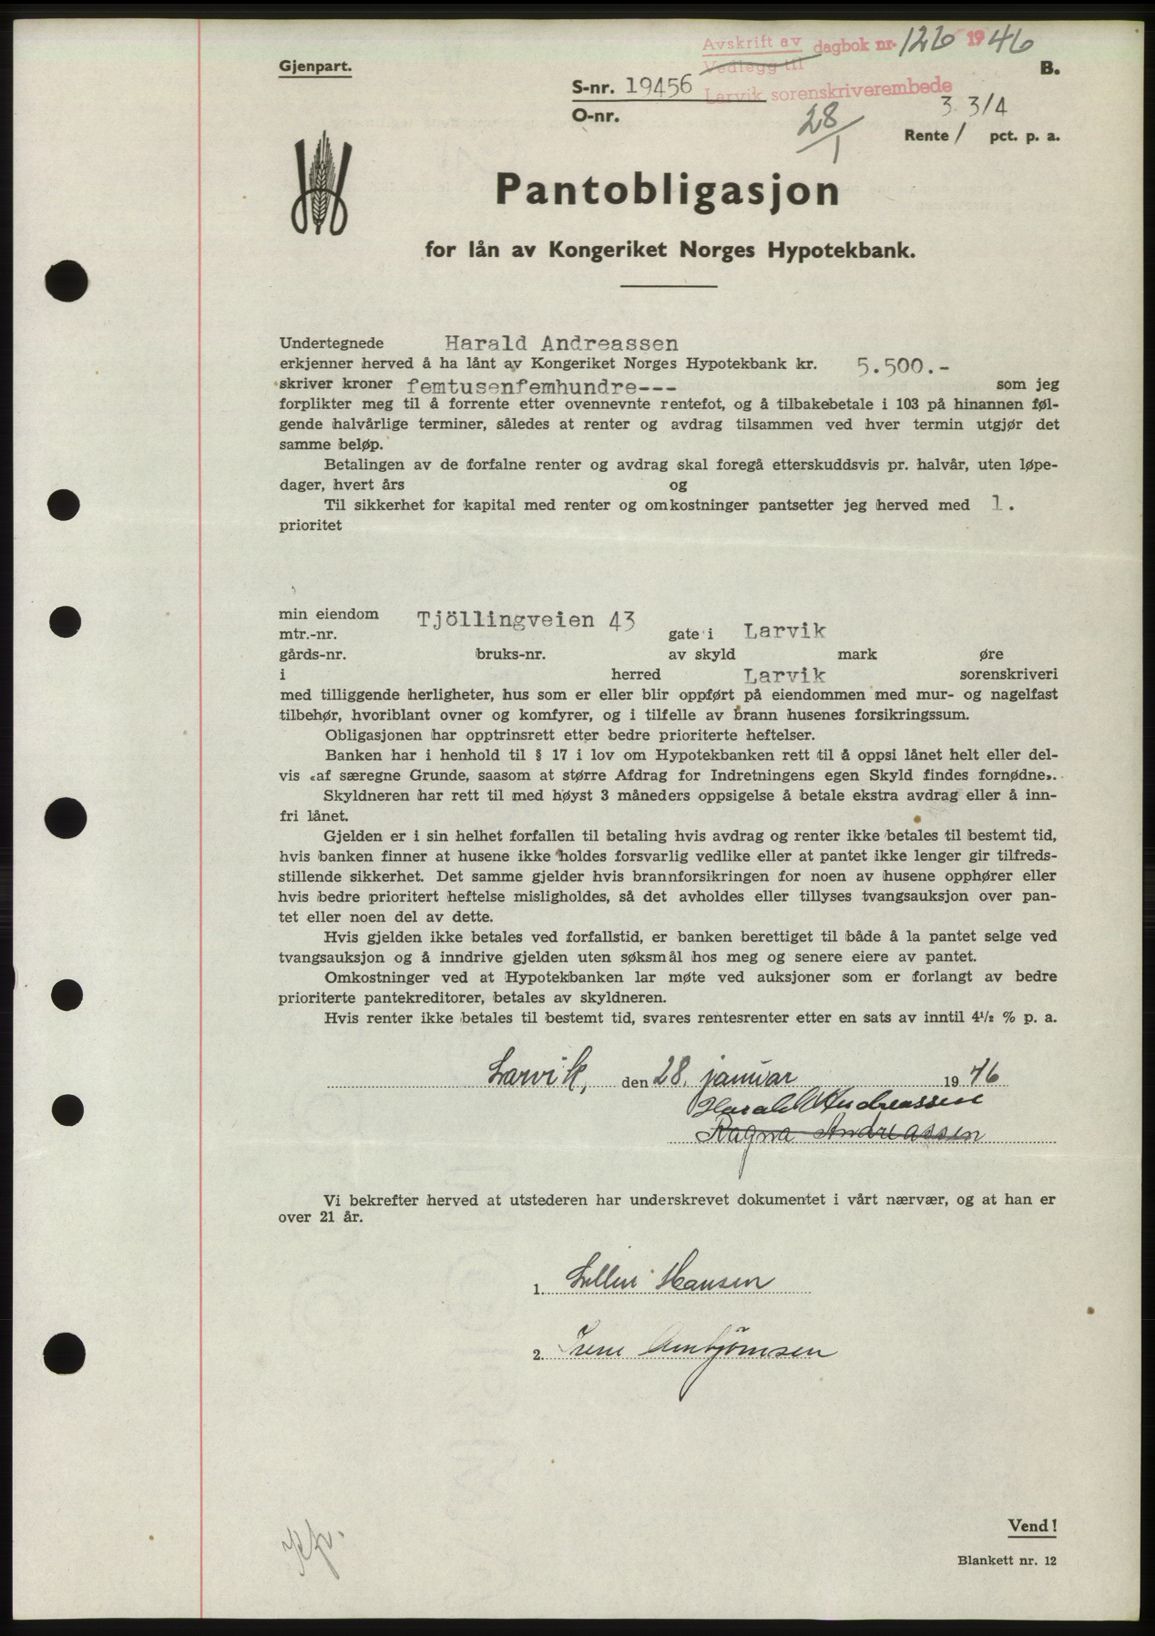 Avskrift av dagbok nr. 126 1946
Vedlegg til
Larvik sorenskriverembede
Gjenpart.
B.
S-nr. 19456
O-nr.
28/1
3 3/4
Rente / pct. p. a.
Pantobligasjon
for lån av Kongeriket Norges Hypotekbank.
Undertegnede Harald Andreassen
erkjenner herved å ha lånt av Kongeriket Norges Hypotekbank kr. 5.500.-
skriver kroner femtusenfemhundre--- som jeg
forplikter meg til å forrente etter ovennevnte rentefot, og å tilbakebetale i 103 på hinannen føl-
gende halvårlige terminer, således at renter og avdrag tilsammen ved hver termin utgjør det
samme beløp.
Betalingen av de forfalne renter og avdrag skal foregå etterskuddsvis pr. halvår, uten løpe-
dager, hvert års og
Til sikkerhet for kapital med renter og omkostninger pantsetter jeg herved med 1.
prioritet
min eiendom Tjöllingveien 43
mtr.-nr. gate i Larvik
gårds-nr. bruks-nr. av skyld mark øre
i herred Larvik sorenskriveri
med tilliggende herligheter, hus som er eller blir oppført på eiendommen med mur- og nagelfast
tilbehør, hvoriblant ovner og komfyrer, og i tilfelle av brann husenes forsikringssum.
Obligasjonen har opptrinsrett etter bedre prioriterte heftelser.
Banken har i henhold til § 17 i lov om Hypotekbanken rett til å oppsi lånet helt eller del-
vis «af særegne Grunde, saasom at større Afdrag for Indretningens egen Skyld findes fornødne».
Skyldneren har rett til med høyst 3 måneders oppsigelse å betale ekstra avdrag eller å inn-
fri lånet.
Gjelden er i sin helhet forfallen til betaling hvis avdrag og renter ikke betales til bestemt tid,
hvis banken finner at husene ikke holdes forsvarlig vedlike eller at pantet ikke lenger gir tilfreds-
stillende sikkerhet. Det samme gjelder hvis brannforsikringen for noen av husene opphører eller
hvis bedre prioritert heftelse misligholdes, så det avholdes eller tillyses tvangsauksjon over pan-
tet eller noen del av dette.
Hvis gjelden ikke betales ved forfallstid, er banken berettiget til både å la pantet selge ved
tvangsauksjon og å inndrive gjelden uten søksmål hos meg og senere eiere av pantet.
Omkostninger ved at Hypotekbanken lar møte ved auksjoner som er forlangt av bedre
prioriterte pantekreditorer, betales av skyldneren.
Hvis renter ikke betales til bestemt tid, svares rentesrenter etter en sats av inntil 4½ % p. a.
Larvik, den 28. januar 1946
Harald Andreassen
Ragna Andreassen
Vi bekrefter herved at utstederen har underskrevet dokumentet i vårt nærvær, og at han er
over 21 år.
1. Lillin Hansen
2. Irene Arnbjörnsen
Vend!
Blankett nr. 12